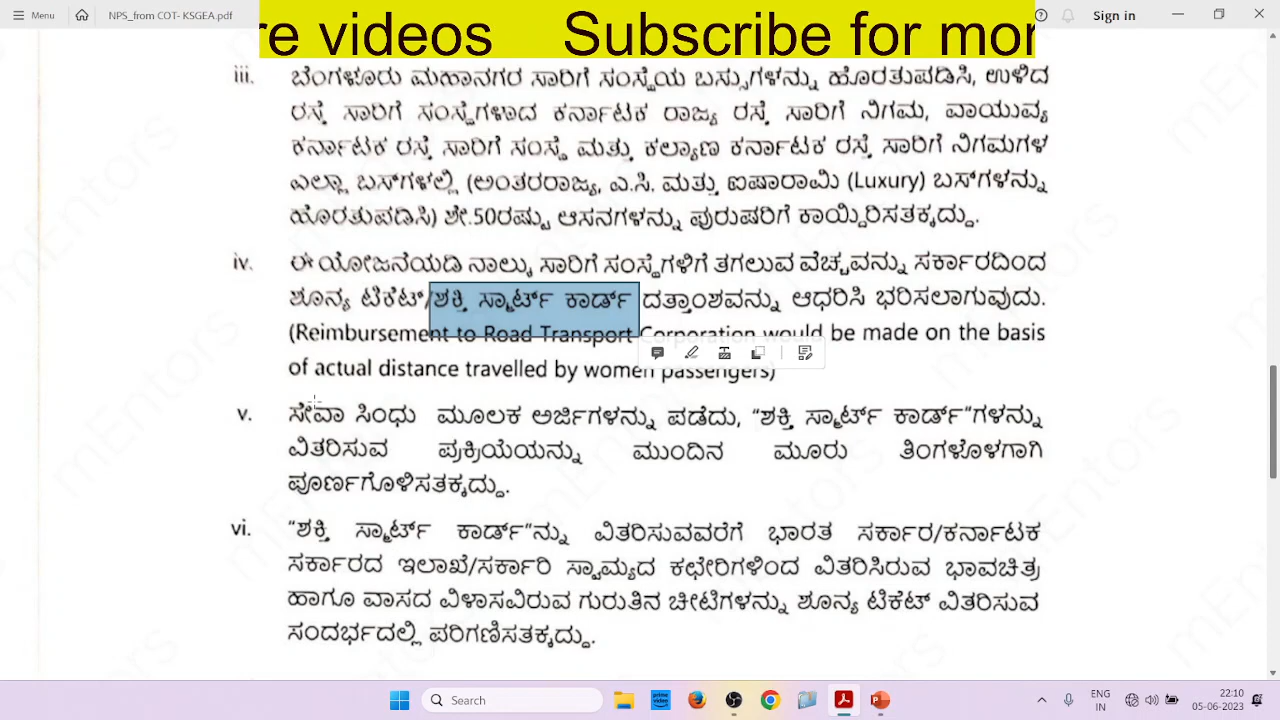 Menu
NPS_from COT- KSGEA.pdf
re videos Subscribe for mor
Sign in
iii. ಬೆಂಗಳೂರು ಮಹಾನಗರ ಸಾರಿಗೆ ಸಂಸ್ಥೆಯ ಬಸ್ಸುಗಳನ್ನು ಹೊರತುಪಡಿಸಿ, ಉಳಿದ
ರಸ್ತೆ ಸಾರಿಗೆ ಸಂಸ್ಥೆಗಳಾದ ಕರ್ನಾಟಕ ರಾಜ್ಯ ರಸ್ತೆ ಸಾರಿಗೆ ನಿಗಮ, ವಾಯುವ್ಯ
ಕರ್ನಾಟಕ ರಸ್ತೆ ಸಾರಿಗೆ ಸಂಸ್ಥೆ ಮತ್ತು ಕಲ್ಯಾಣ ಕರ್ನಾಟಕ ರಸ್ತೆ ಸಾರಿಗೆ ನಿಗಮಗಳ
ಎಲ್ಲಾ ಬಸ್‌ಗಳಲ್ಲಿ (ಅಂತರರಾಜ್ಯ, ಎ.ಸಿ. ಮತ್ತು ಐಷಾರಾಮಿ (Luxury) ಬಸ್‌ಗಳನ್ನು
ಹೊರತುಪಡಿಸಿ) ಶೇ.50ರಷ್ಟು ಆಸನಗಳನ್ನು ಪುರುಷರಿಗೆ ಕಾಯ್ದಿರಿಸತಕ್ಕದ್ದು.
iv. ಈ ಯೋಜನೆಯಡಿ ನಾಲ್ಕು ಸಾರಿಗೆ ಸಂಸ್ಥೆಗಳಿಗೆ ತಗಲುವ ವೆಚ್ಚವನ್ನು ಸರ್ಕಾರದಿಂದ
ಶೂನ್ಯ ಟಿಕೆಟ್/ಶಕ್ತಿ ಸ್ಮಾರ್ಟ್ ಕಾರ್ಡ್ ದತ್ತಾಂಶವನ್ನು ಆಧರಿಸಿ ಭರಿಸಲಾಗುವುದು.
(Reimbursement to Road Transport Corporation would be made on the basis
of actual distance travelled by women passengers)
v. ಸೇವಾ ಸಿಂಧು ಮೂಲಕ ಅರ್ಜಿಗಳನ್ನು ಪಡೆದು, “ಶಕ್ತಿ ಸ್ಮಾರ್ಟ್ ಕಾರ್ಡ್”ಗಳನ್ನು
ವಿತರಿಸುವ ಪ್ರಕ್ರಿಯೆಯನ್ನು ಮುಂದಿನ ಮೂರು ತಿಂಗಳೊಳಗಾಗಿ
ಪೂರ್ಣಗೊಳಿಸತಕ್ಕದ್ದು.
vi. “ಶಕ್ತಿ ಸ್ಮಾರ್ಟ್ ಕಾರ್ಡ್”ನ್ನು ವಿತರಿಸುವವರೆಗೆ ಭಾರತ ಸರ್ಕಾರ/ಕರ್ನಾಟಕ
ಸರ್ಕಾರದ ಇಲಾಖೆ/ಸರ್ಕಾರಿ ಸ್ವಾಮ್ಯದ ಕಛೇರಿಗಳಿಂದ ವಿತರಿಸಿರುವ ಭಾವಚಿತ್ರ
ಹಾಗೂ ವಾಸದ ವಿಳಾಸವಿರುವ ಗುರುತಿನ ಚೀಟಿಗಳನ್ನು ಶೂನ್ಯ ಟಿಕೆಟ್ ವಿತರಿಸುವ
ಸಂದರ್ಭದಲ್ಲಿ ಪರಿಗಣಿಸತಕ್ಕದ್ದು.
Search
prime video
ENG
IN
22:10
05-06-2023
mEntors
mEntors
mEntors